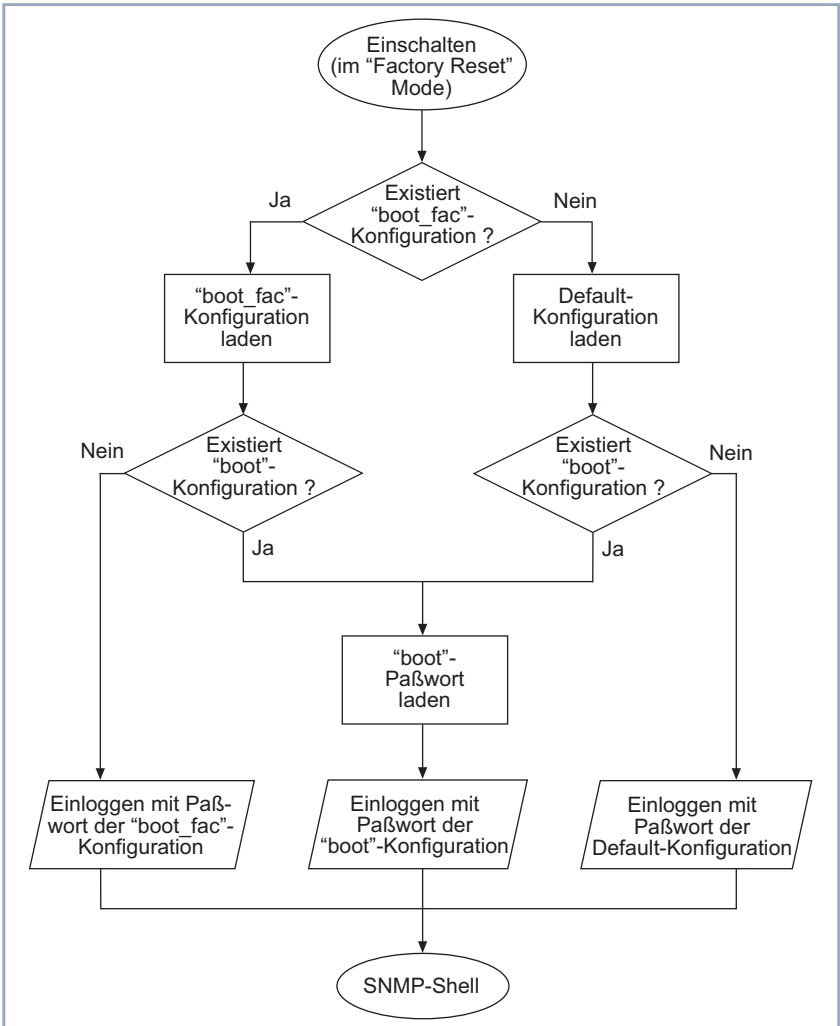 Einschalten
(im “Factory Reset”
Mode)
Ja
Existiert
“boot_fac”-
Konfiguration ?
Nein
“boot_fac”-
Konfiguration
laden
Default-
Konfiguration
laden
Nein
Existiert
“boot”-
Konfiguration ?
Existiert
“boot”-
Konfiguration ?
Nein
Ja
Ja
“boot”-
Paßwort
laden
Einloggen mit Paß-
wort der “boot_fac”-
Konfiguration
Einloggen mit
Paßwort der
“boot”-Konfiguration
Einloggen mit
Paßwort der
Default-Konfiguration
SNMP-Shell